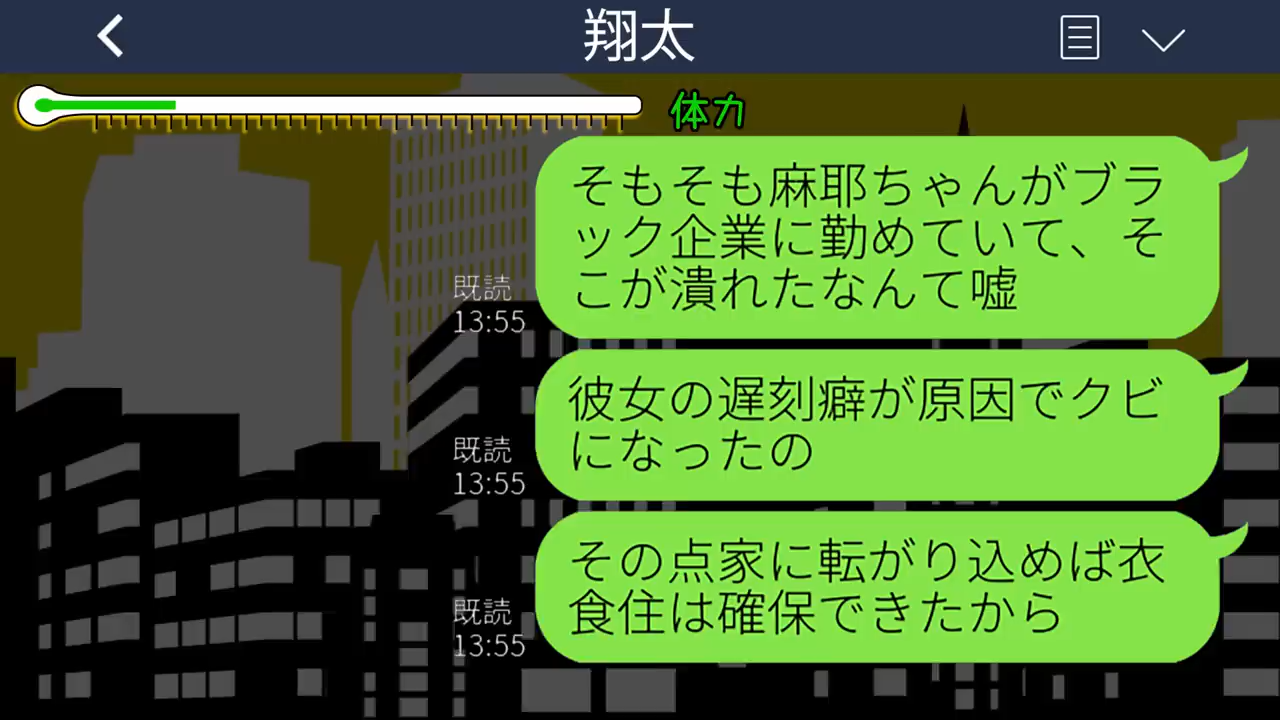 翔太
体力
そもそも麻耶ちゃんがブラ
ック企業に勤めていて、そ
こが潰れたなんて嘘
既読
13:55
彼女の遅刻癖が原因でクビ
になったの
既読
13:55
その点家に転がり込めば衣
食住は確保できたから
既読
13:55